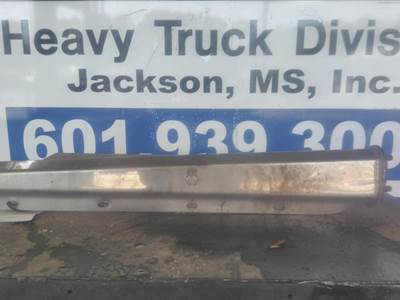 Heavy Truck Divis
Jackson, MS, Inc.
601.939.300